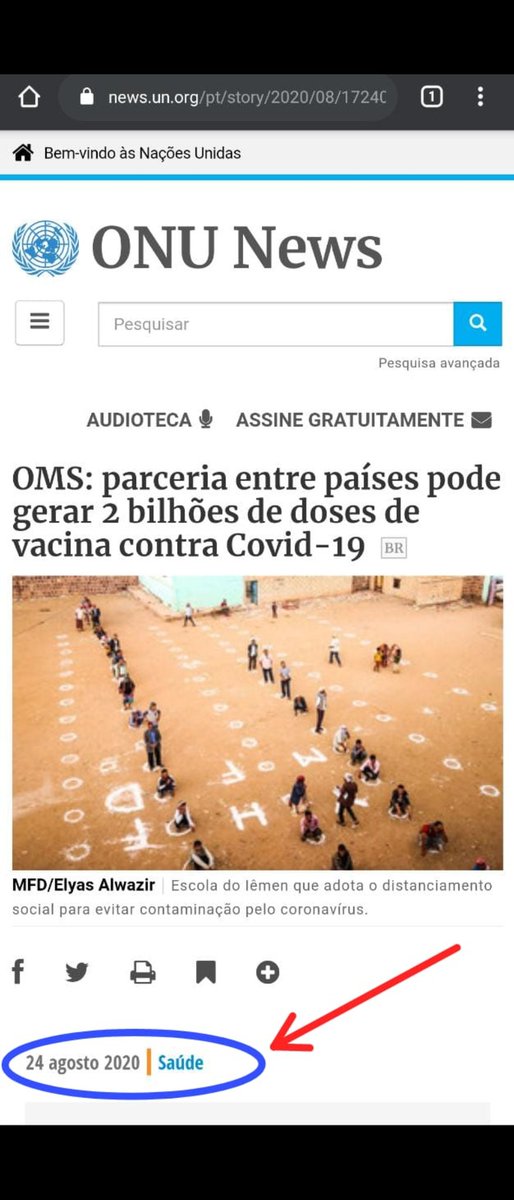 news.un.org/pt/story/2020/08/1724
1
Bem-vindo às Nações Unidas
ONU News
Pesquisar
Pesquisa avançada
AUDIOTECA ASSINE GRATUITAMENTE
OMS: parceria entre países pode
gerar 2 bilhões de doses de
vacina contra Covid-19 BR
MFD/Elyas Alwazir | Escola do Iêmen que adota o distanciamento
social para evitar contaminação pelo coronavírus.
24 agosto 2020 | Saúde